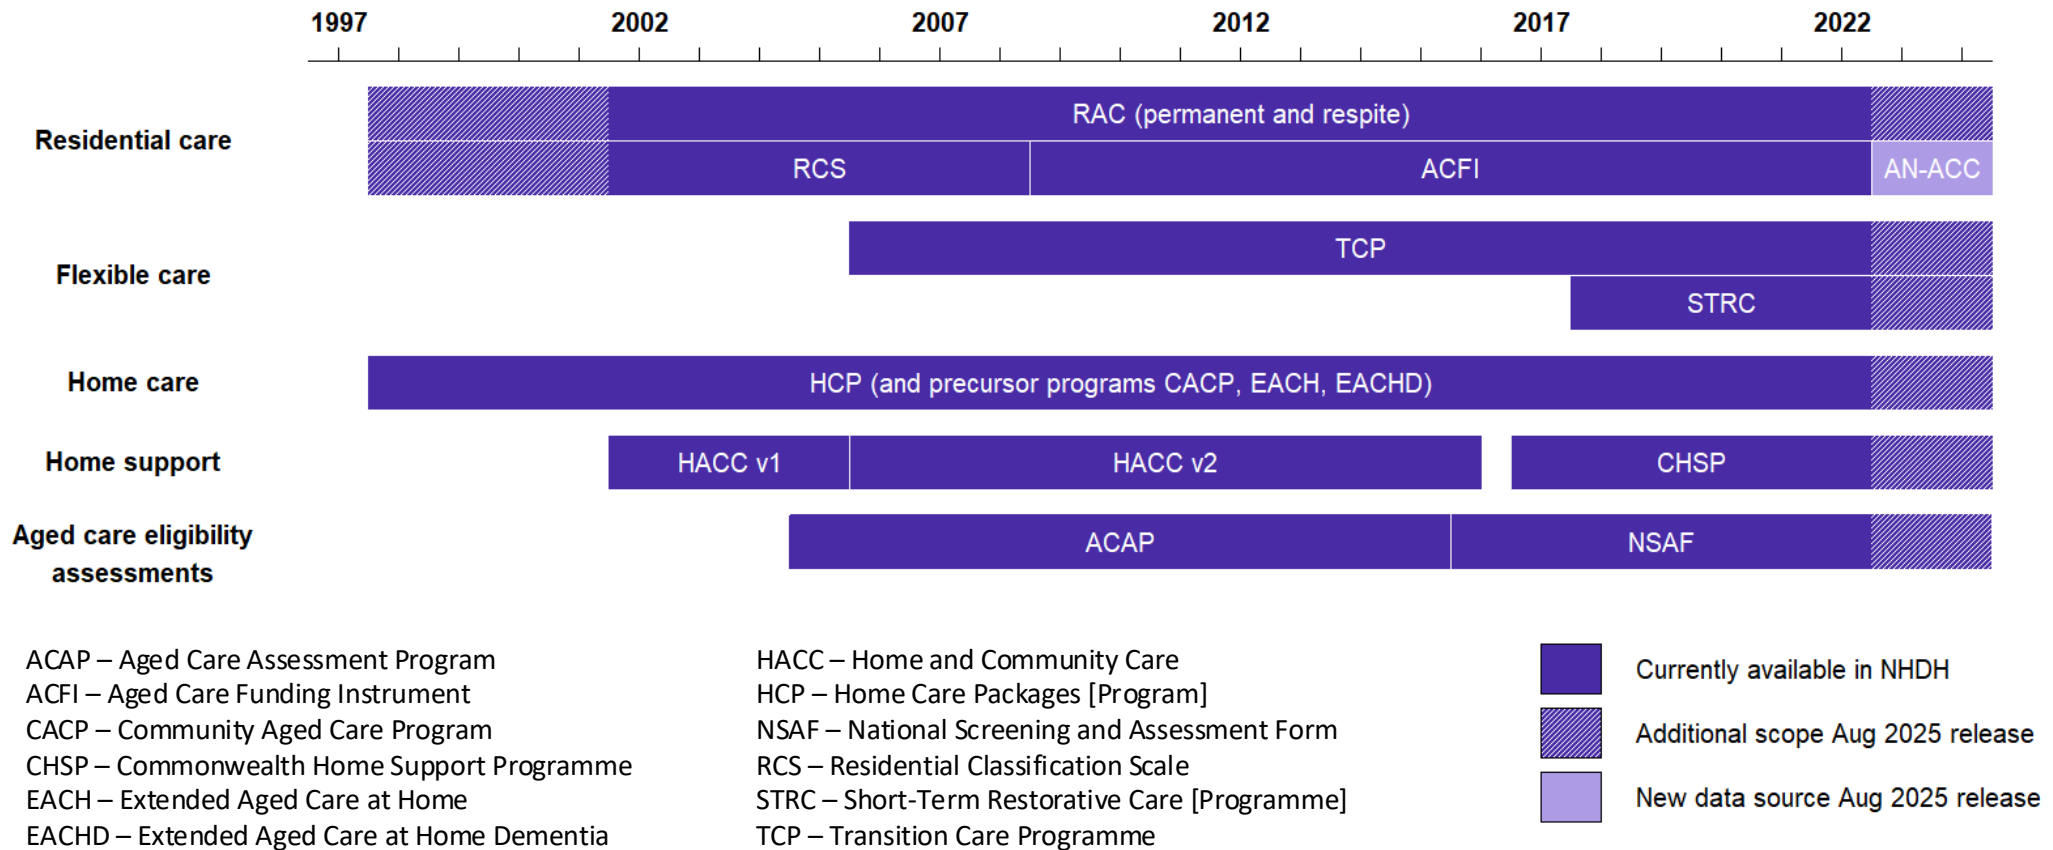 1997 2002 2007 2012 2017 2022
Residential care
RAC (permanent and respite)
RCS ACFI AN-ACC
Flexible care
TCP
STRC
Home care
HCP (and precursor programs CACP, EACH, EACHD)
Home support
HACC v1 HACC v2 CHSP
Aged care eligibility
assessments
ACAP NSAF
ACAP – Aged Care Assessment Program
ACFI – Aged Care Funding Instrument
CACP – Community Aged Care Program
CHSP – Commonwealth Home Support Programme
EACH – Extended Aged Care at Home
EACHD – Extended Aged Care at Home Dementia
HACC – Home and Community Care
HCP – Home Care Packages [Program]
NSAF – National Screening and Assessment Form
RCS – Residential Classification Scale
STRC – Short-Term Restorative Care [Programme]
TCP – Transition Care Programme
Currently available in NHDH
Additional scope Aug 2025 release
New data source Aug 2025 release